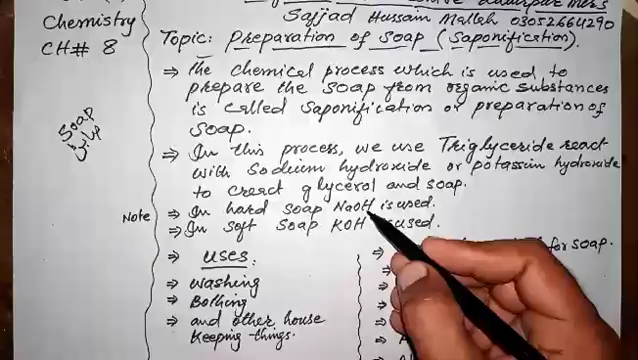 Chemistry
CH# 8
Sajjad Hussain Mallah 03052664290
Topic: Preparation of Soap (Saponification).
⇒ The Chemical process which is used to
prepare the soap from organic substances
is called Saponification or preparation of
soap.
⇒ In this process, we use Triglyceride react
with Sodium hydroxide or potassium hydroxide
to creact glycerol and soap.
Note
⇒ In hard soap NaOH is used.
⇒ In soft soap KOH is used.
Soap
⇒ USES.
⇒ Washing
⇒ Bathing
⇒ and other house
Keeping things.
for soap.